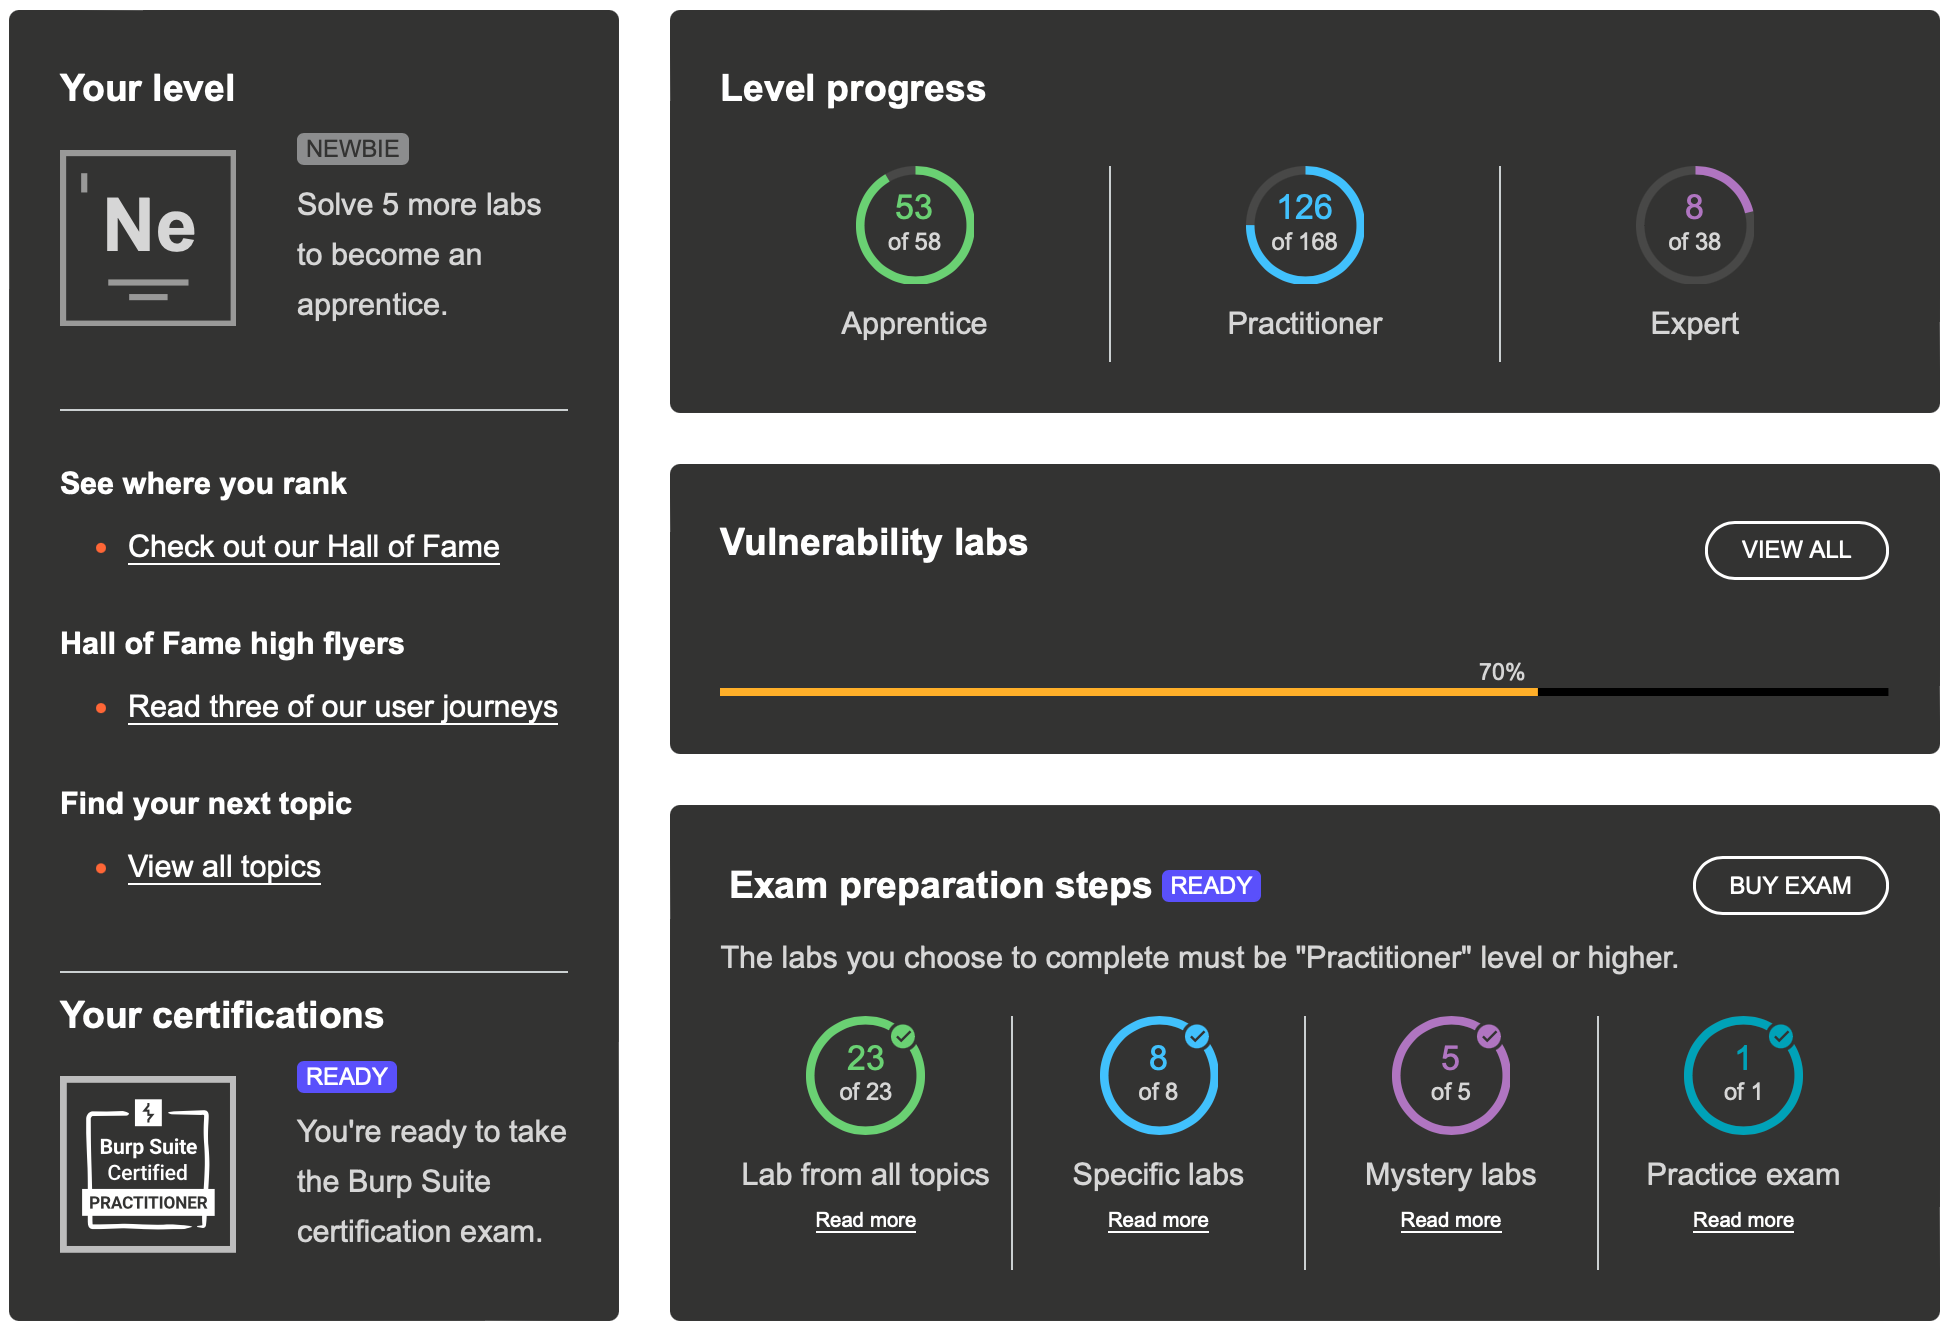 Your level
Ne
NEWBIE
Solve 5 more labs
to become an
apprentice.
See where you rank
Check out our Hall of Fame
Hall of Fame high flyers
Read three of our user journeys
Find your next topic
View all topics
Your certifications
Burp Suite
Certified
PRACTITIONER
READY
You're ready to take
the Burp Suite
certification exam.
Level progress
53
of 58
Apprentice
126
of 168
Practitioner
8
of 38
Expert
Vulnerability labs
VIEW ALL
70%
Exam preparation steps READY
BUY EXAM
The labs you choose to complete must be "Practitioner" level or higher.
23
of 23
Lab from all topics
Read more
8
of 8
Specific labs
Read more
5
of 5
Mystery labs
Read more
1
of 1
Practice exam
Read more